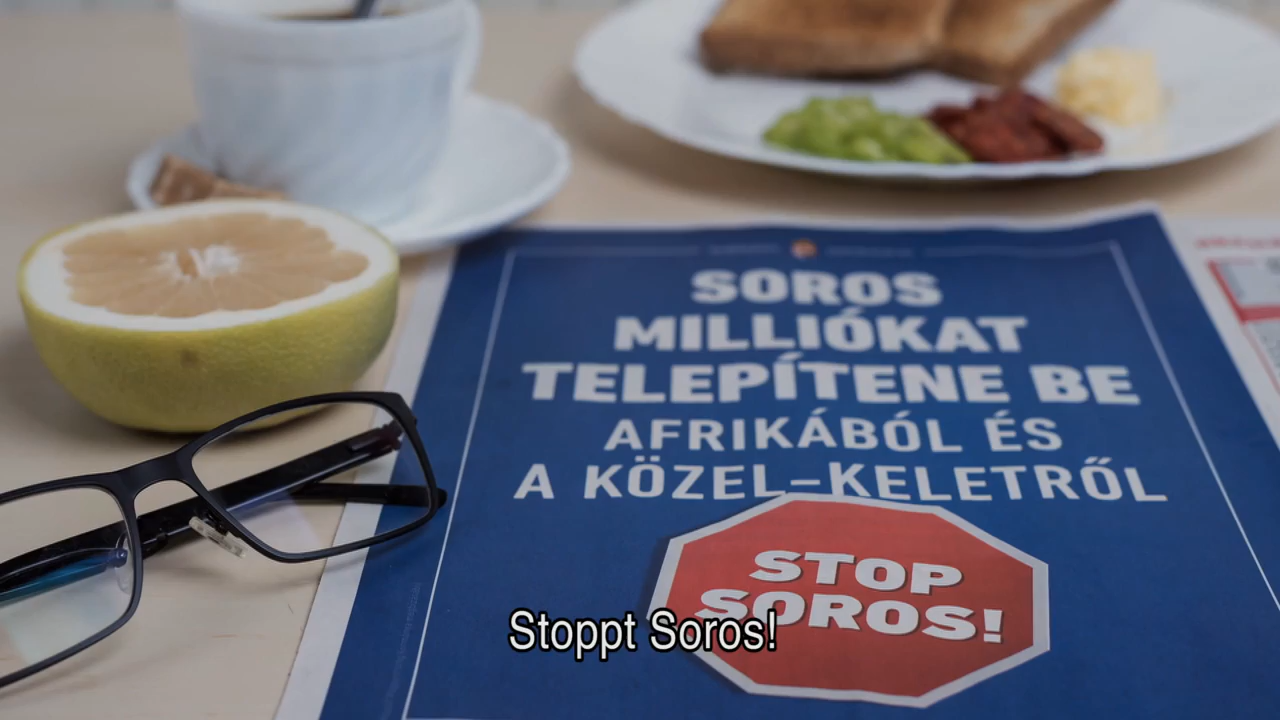 SOROS
MILLIÓKAT
TELEPÍTENE BE
AFRIKÁBÓL ÉS
A KÖZEL-KELETRŐL
STOP
SOROS!
Stoppt Soros!